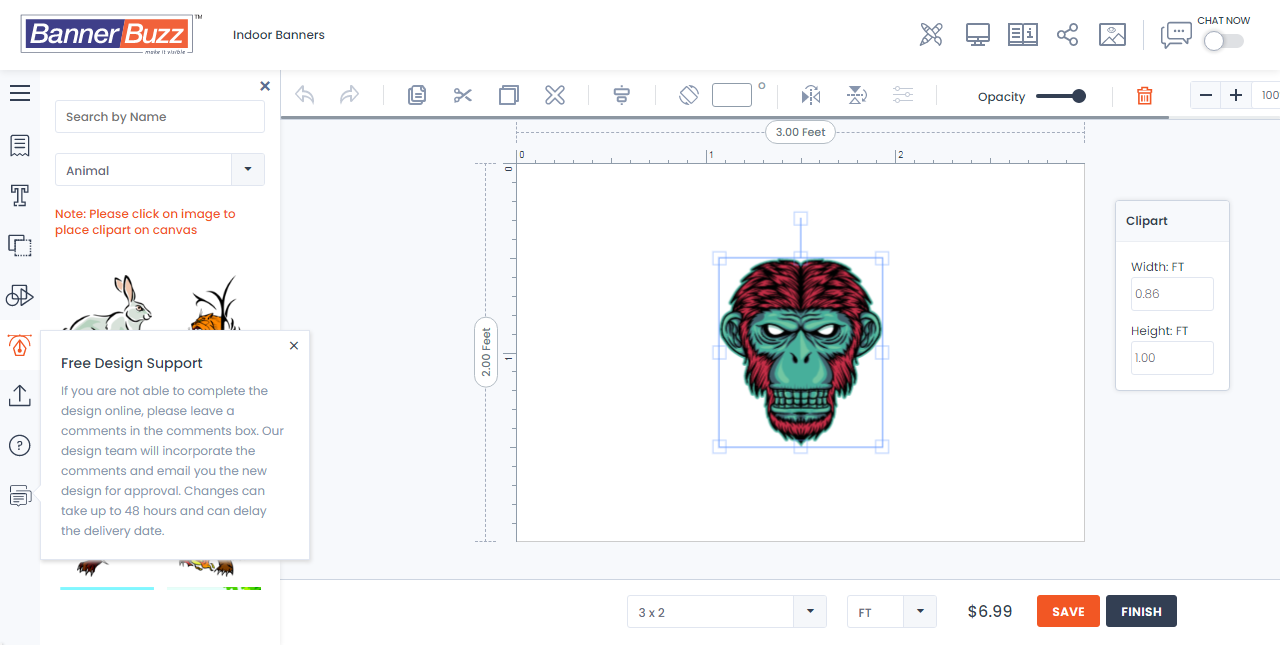 Banner Buzz TM
make it visible
Indoor Banners
CHAT NOW
Search by Name
Animal
Note: Please click on image to
place clipart on canvas
Free Design Support
If you are not able to complete the
design online, please leave a
comments in the comments box. Our
design team will incorporate the
comments and email you the new
design for approval. Changes can
take up to 48 hours and can delay
the delivery date.
Opacity
100
3.00 Feet
0 1 2
0
1
2.00 Feet
Clipart
Width: FT
0.86
Height: FT
1.00
3 x 2
FT
$6.99
SAVE
FINISH